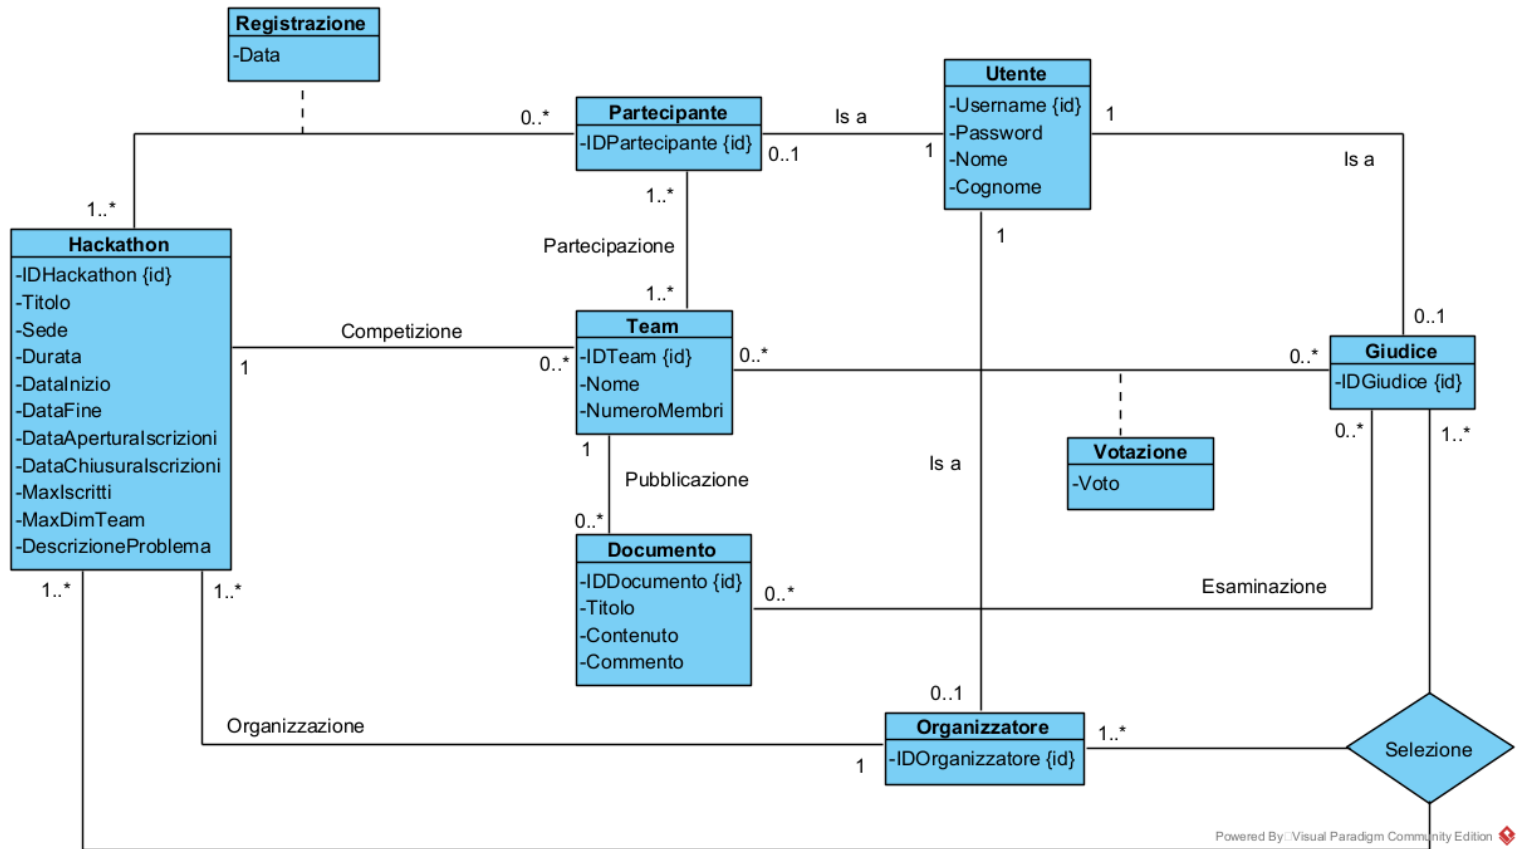 Registrazione
-Data
0..*
Partecipante
-IDPartecipante {id}
Is a
0..1
1
Utente
-Username {id}
-Password
-Nome
-Cognome
1
Is a
1..*
1..*
Partecipazione
1
Hackathon
-IDHackathon {id}
-Titolo
-Sede
-Durata
-DataInizio
-DataFine
-DataAperturaIscrizioni
-DataChiusuraIscrizioni
-MaxIscritti
-MaxDimTeam
-DescrizioneProblema
Competizione
1
0..*
1..*
Team
-IDTeam {id}
-Nome
-NumeroMembri
0..*
0..*
0..1
Giudice
-IDGiudice {id}
0..*
1..*
Votazione
-Voto
1
Pubblicazione
0..*
Is a
Documento
-IDDocumento {id}
-Titolo
-Contenuto
-Commento
0..*
Esaminazione
1..*
1..*
Organizzazione
1
0..1
Organizzatore
-IDOrganizzatore {id}
1..*
Selezione
Powered By Visual Paradigm Community Edition